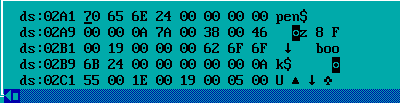 ds:02A1 70 65 6E 24 00 00 00 00 pen$
ds:02A9 00 00 0A 7A 00 38 00 46   ◙z 8 F
ds:02B1 00 19 00 00 00 62 6F 6F  ↓   boo
ds:02B9 6B 24 00 00 00 00 00 0A k$     ◙
ds:02C1 55 00 1E 00 19 00 05 00 U ▲ ↓ ♣